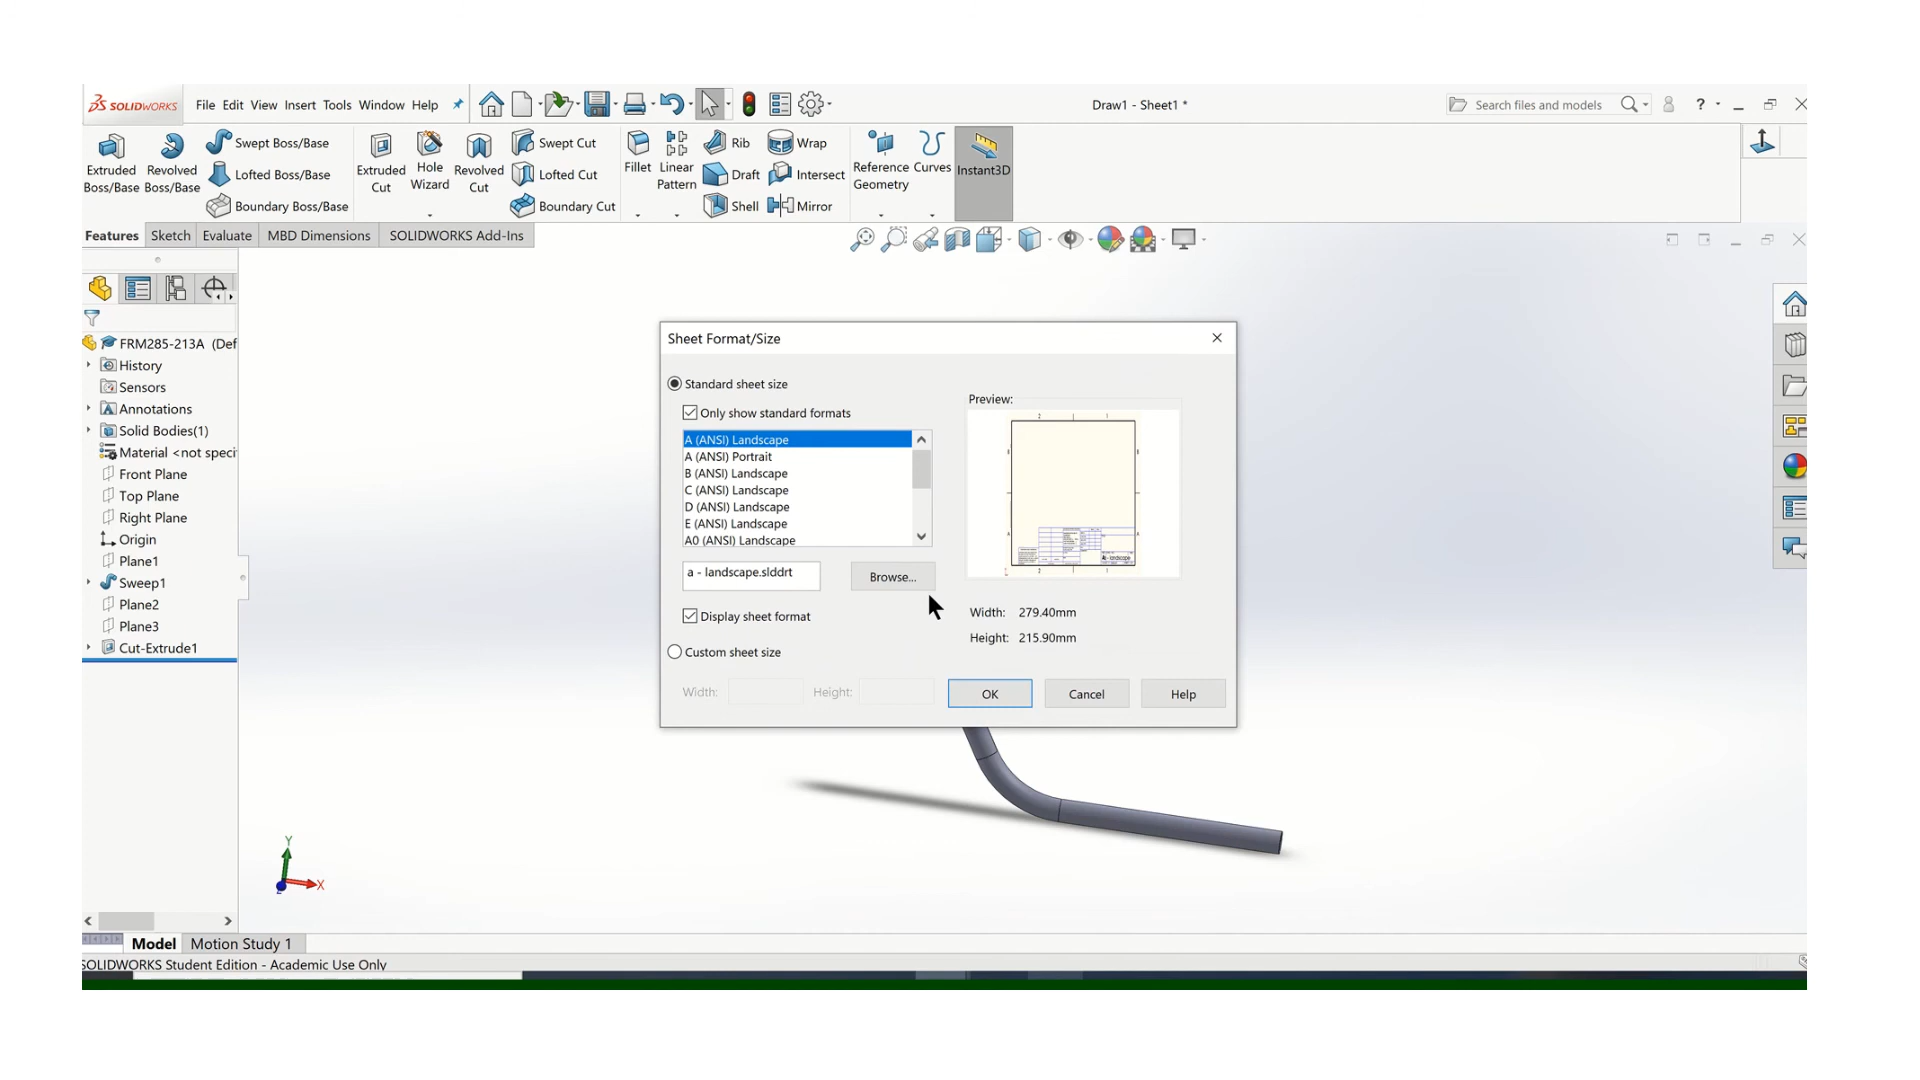 SOLIDWORKS
File Edit View Insert Tools Window Help
Draw1 - Sheet1 *
Search files and models
?
Extruded Boss/Base
Revolved Boss/Base
Swept Boss/Base
Lofted Boss/Base
Boundary Boss/Base
Extruded Cut
Hole Wizard
Revolved Cut
Swept Cut
Lofted Cut
Boundary Cut
Fillet
Linear Pattern
Rib
Draft
Shell
Wrap
Intersect
Mirror
Reference Geometry
Curves
Instant3D
Features
Sketch
Evaluate
MBD Dimensions
SOLIDWORKS Add-Ins
FRM285-213A (Def
History
Sensors
Annotations
Solid Bodies(1)
Material <not speci
Front Plane
Top Plane
Right Plane
Origin
Plane1
Sweep1
Plane2
Plane3
Cut-Extrude1
Sheet Format/Size
Standard sheet size
Only show standard formats
A (ANSI) Landscape
A (ANSI) Portrait
B (ANSI) Landscape
C (ANSI) Landscape
D (ANSI) Landscape
E (ANSI) Landscape
A0 (ANSI) Landscape
a - landscape.slddrt
Browse...
Display sheet format
Custom sheet size
Width:
Height:
Preview:
Width: 279.40mm
Height: 215.90mm
OK
Cancel
Help
Y
X
Z
Model
Motion Study 1
SOLIDWORKS Student Edition - Academic Use Only